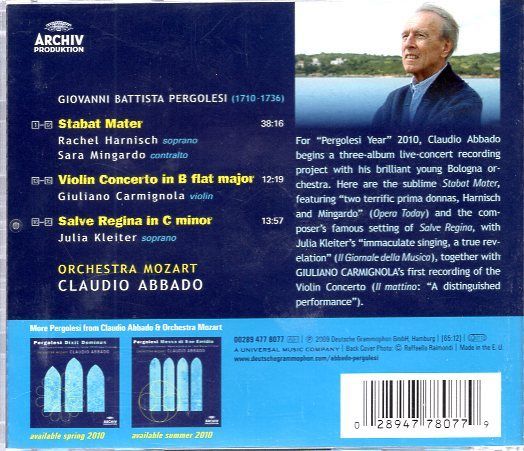 ARCHIV
PRODUKTION
GIOVANNI BATTISTA PERGOLESI (1710-1736)
Stabat Mater 38:16
Rachel Harnisch soprano
Sara Mingardo contralto
Violin Concerto in B flat major 12:19
Giuliano Carmignola violin
Salve Regina in C minor 13:57
Julia Kleiter soprano
ORCHESTRA MOZART
CLAUDIO ABBADO
For "Pergolesi Year" 2010, Claudio Abbado
begins a three-album live-concert recording
project with his brilliant young Bologna or-
chestra. Here are the sublime Stabat Mater,
featuring "two terrific prima donnas, Harnisch
and Mingardo" (Opera Today) and the com-
poser's famous setting of Salve Regina, with
Julia Kleiter's "immaculate singing, a true rev-
elation" (Il Giornale della Musica), together with
GIULIANO CARMIGNOLA's first recording of the
Violin Concerto (Il mattino: "A distinguished
performance").
More Pergolesi from Claudio Abbado & Orchestra Mozart
Pergolesi Dixit Dominus
CLAUDIO ABBADO
available spring 2010
Pergolesi Messa di San Emidio
CLAUDIO ABBADO
available summer 2010
00289 477 8077 ℗ 2009 Deutsche Grammophon GmbH, Hamburg | [65:12]
A UNIVERSAL MUSIC COMPANY | Back Cover Photo: © Raffaella Raimondi | Made in the E.U.
www.deutschegrammophon.com/abbado-pergolesi
0 28947 78077 9